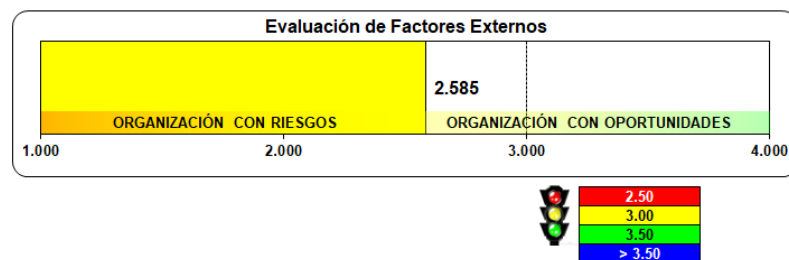 Evaluación de Factores Externos
2.585
ORGANIZACIÓN CON RIESGOS ORGANIZACIÓN CON OPORTUNIDADES
1.000 2.000 3.000 4.000
2.50
3.00
3.50
> 3.50